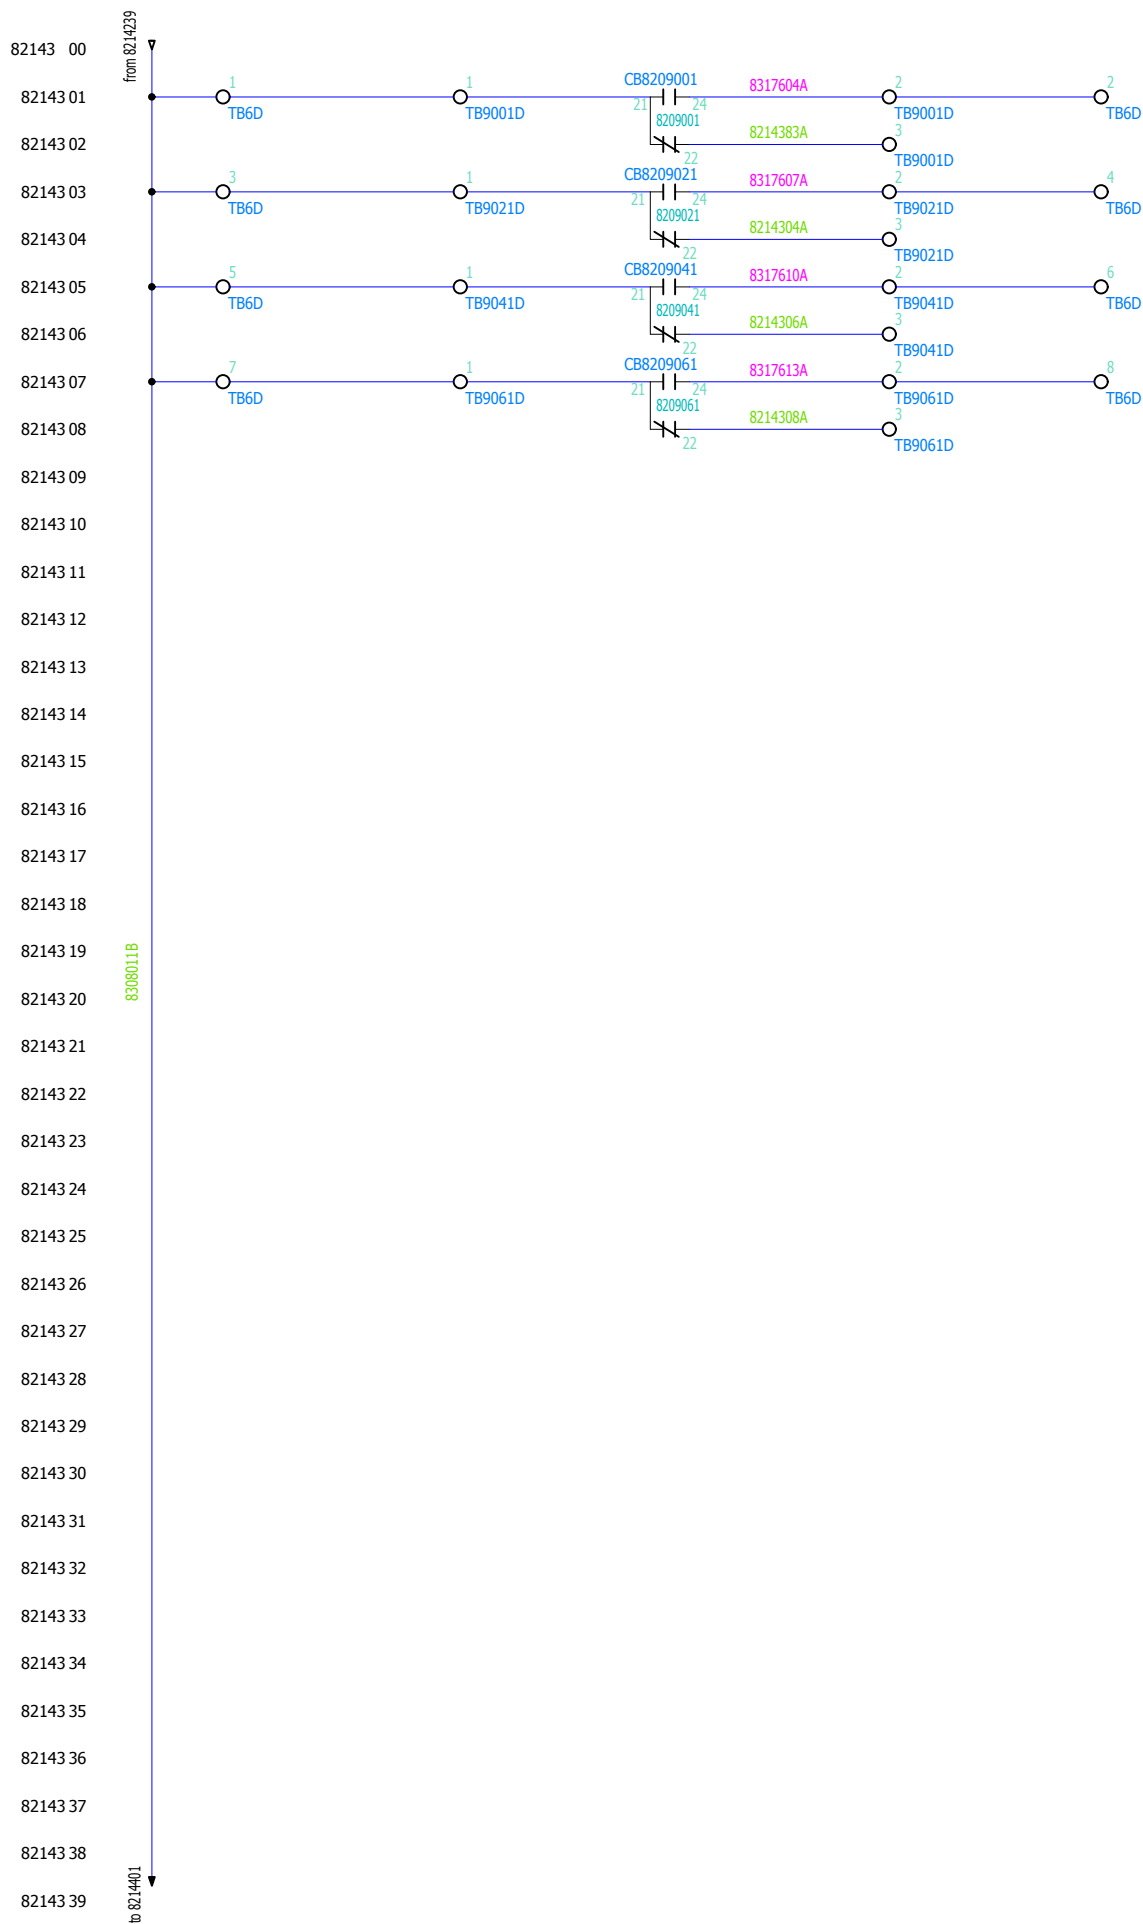 from 8214239
82143 00
1 1 CB8209001 8317604A 2 2
82143 01 TB6D TB9001D 21 24 TB9001D TB6D
8209001 8214383A 3
82143 02 22 TB9001D
3 1 CB8209021 8317607A 2 4
82143 03 TB6D TB9021D 21 24 TB9021D TB6D
8209021 8214304A 3
82143 04 22 TB9021D
5 1 CB8209041 8317610A 2 6
82143 05 TB6D TB9041D 21 24 TB9041D TB6D
8209041 8214306A 3
82143 06 22 TB9041D
7 1 CB8209061 8317613A 2 8
82143 07 TB6D TB9061D 21 24 TB9061D TB6D
8209061 8214308A 3
82143 08 22 TB9061D
82143 09
82143 10
82143 11
82143 12
82143 13
82143 14
82143 15
82143 16
82143 17
82143 18
82143 19
8308011B
82143 20
82143 21
82143 22
82143 23
82143 24
82143 25
82143 26
82143 27
82143 28
82143 29
82143 30
82143 31
82143 32
82143 33
82143 34
82143 35
82143 36
82143 37
82143 38
82143 39
to 8214401